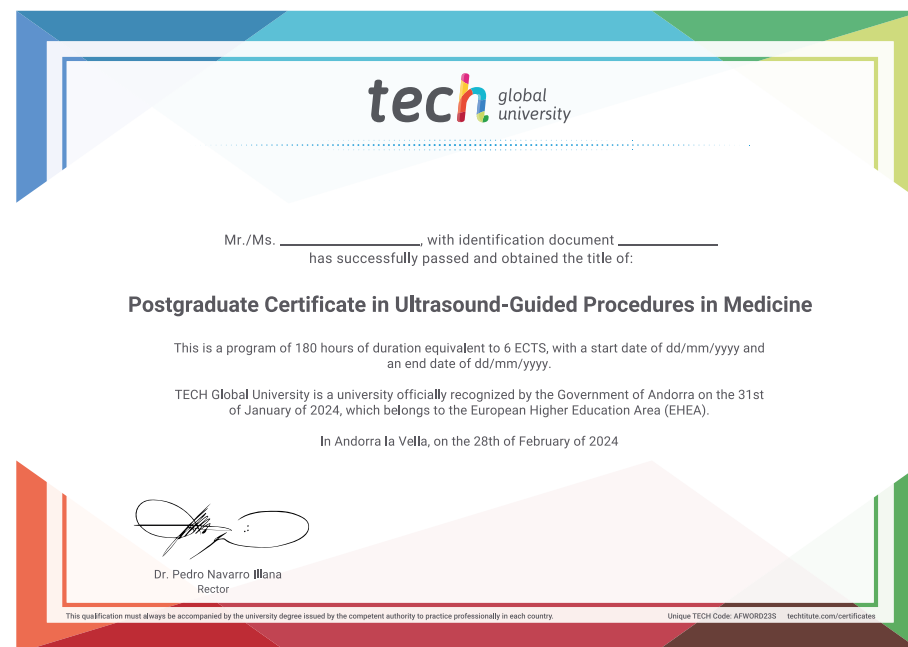 tech global university
Mr./Ms. ____________, with identification document ____________
has successfully passed and obtained the title of:
Postgraduate Certificate in Ultrasound-Guided Procedures in Medicine
This is a program of 180 hours of duration equivalent to 6 ECTS, with a start date of dd/mm/yyyy and
an end date of dd/mm/yyyy.
TECH Global University is a university officially recognized by the Government of Andorra on the 31st
of January of 2024, which belongs to the European Higher Education Area (EHEA).
In Andorra la Vella, on the 28th of February of 2024
Dr. Pedro Navarro Illana
Rector
This qualification must always be accompanied by the university degree issued by the competent authority to practice professionally in each country.
Unique TECH Code: AFWORD23S techtitute.com/certificates